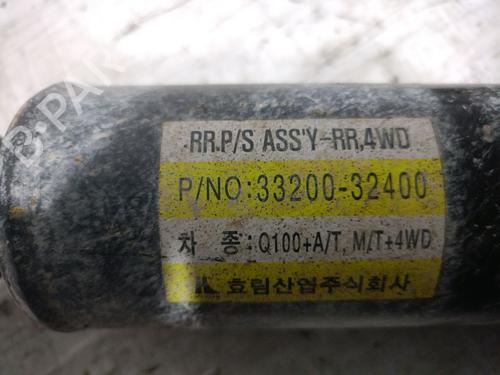 RR.P/S ASS'Y-RR,4WD
P/NO:33200-32400
차 종: Q100+A/T, M/T+4WD
효림산업주식회사
B-PARTS